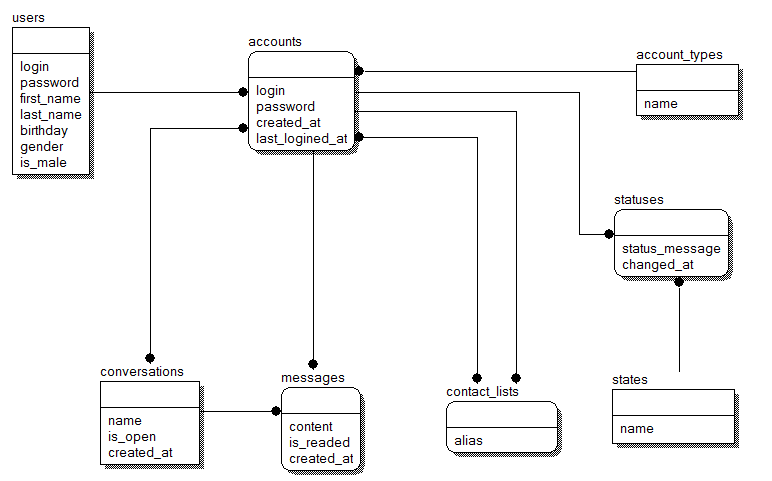 users
login
password
first_name
last_name
birthday
gender
is_male
accounts
login
password
created_at
last_logined_at
account_types
name
statuses
status_message
changed_at
conversations
name
is_open
created_at
messages
content
is_readed
created_at
contact_lists
alias
states
name